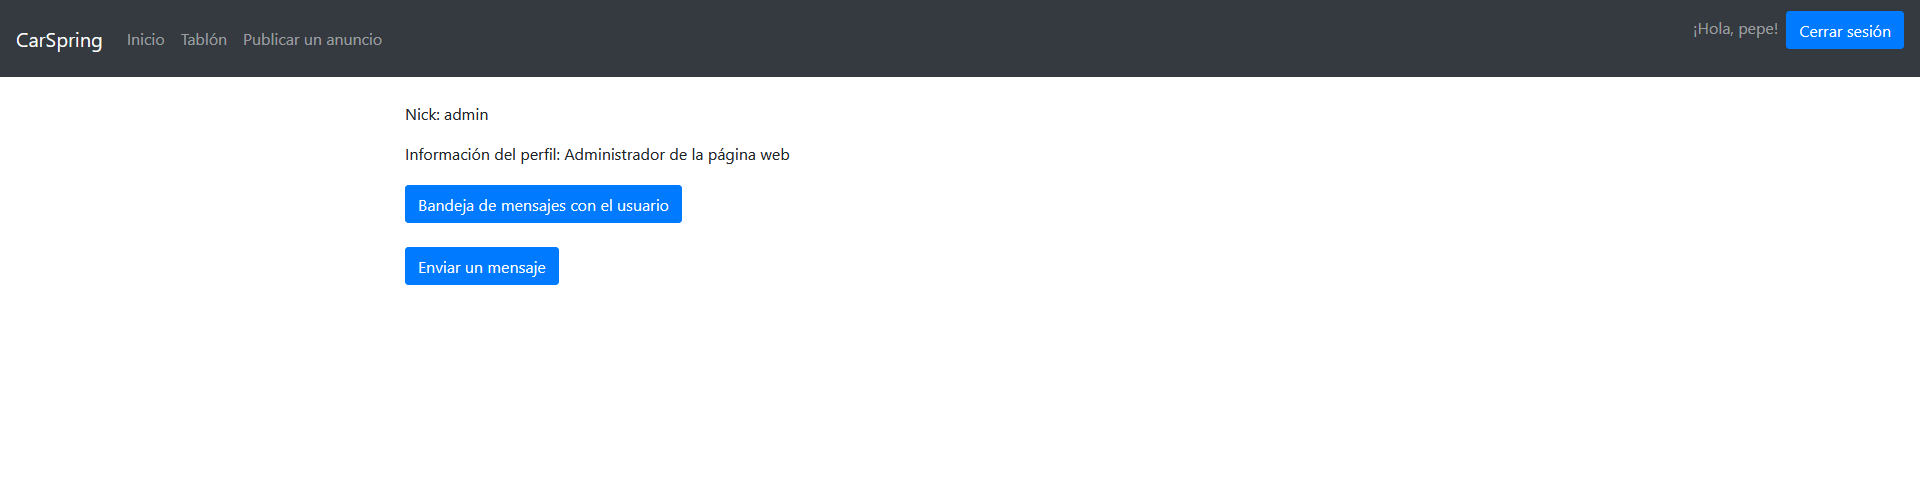 CarSpring Inicio Tablón Publicar un anuncio ¡Hola, pepe! Cerrar sesión
Nick: admin
Información del perfil: Administrador de la página web
Bandeja de mensajes con el usuario
Enviar un mensaje